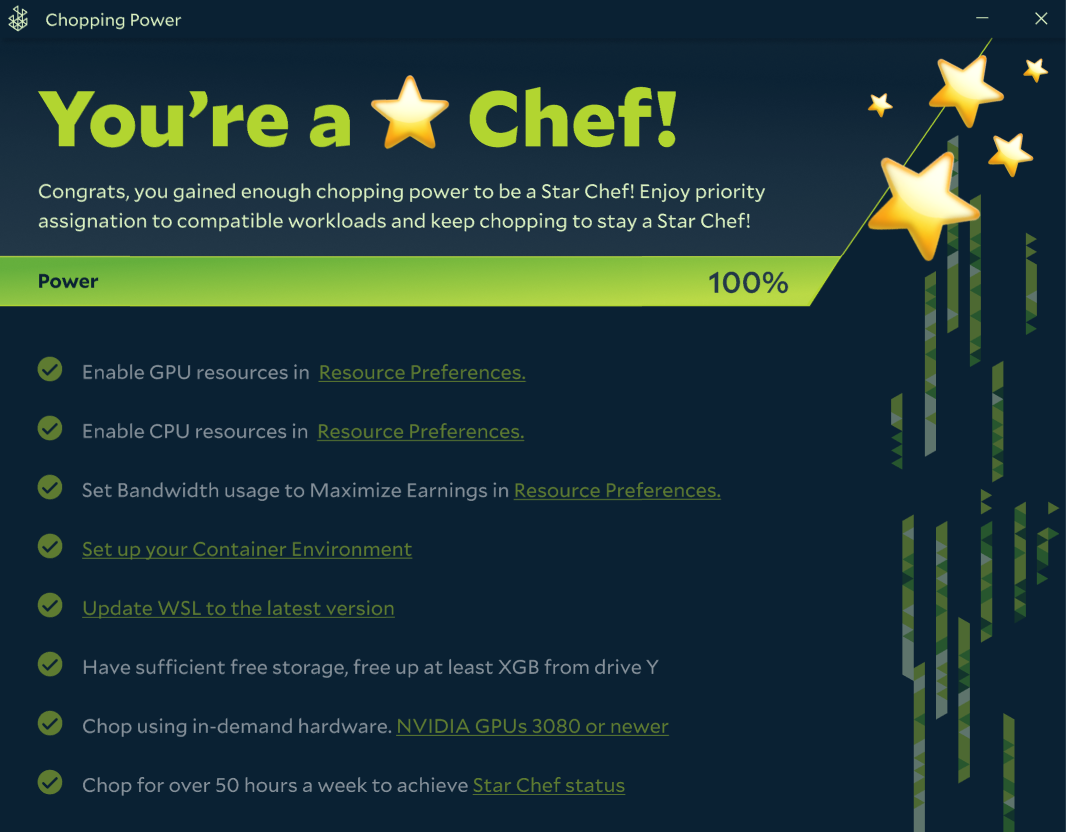 Chopping Power
You’re a Chef!
Congrats, you gained enough chopping power to be a Star Chef! Enjoy priority
assignation to compatible workloads and keep chopping to stay a Star Chef!
Power 100%
Enable GPU resources in Resource Preferences.
Enable CPU resources in Resource Preferences.
Set Bandwidth usage to Maximize Earnings in Resource Preferences.
Set up your Container Environment
Update WSL to the latest version
Have sufficient free storage, free up at least XGB from drive Y
Chop using in-demand hardware. NVIDIA GPUs 3080 or newer
Chop for over 50 hours a week to achieve Star Chef status